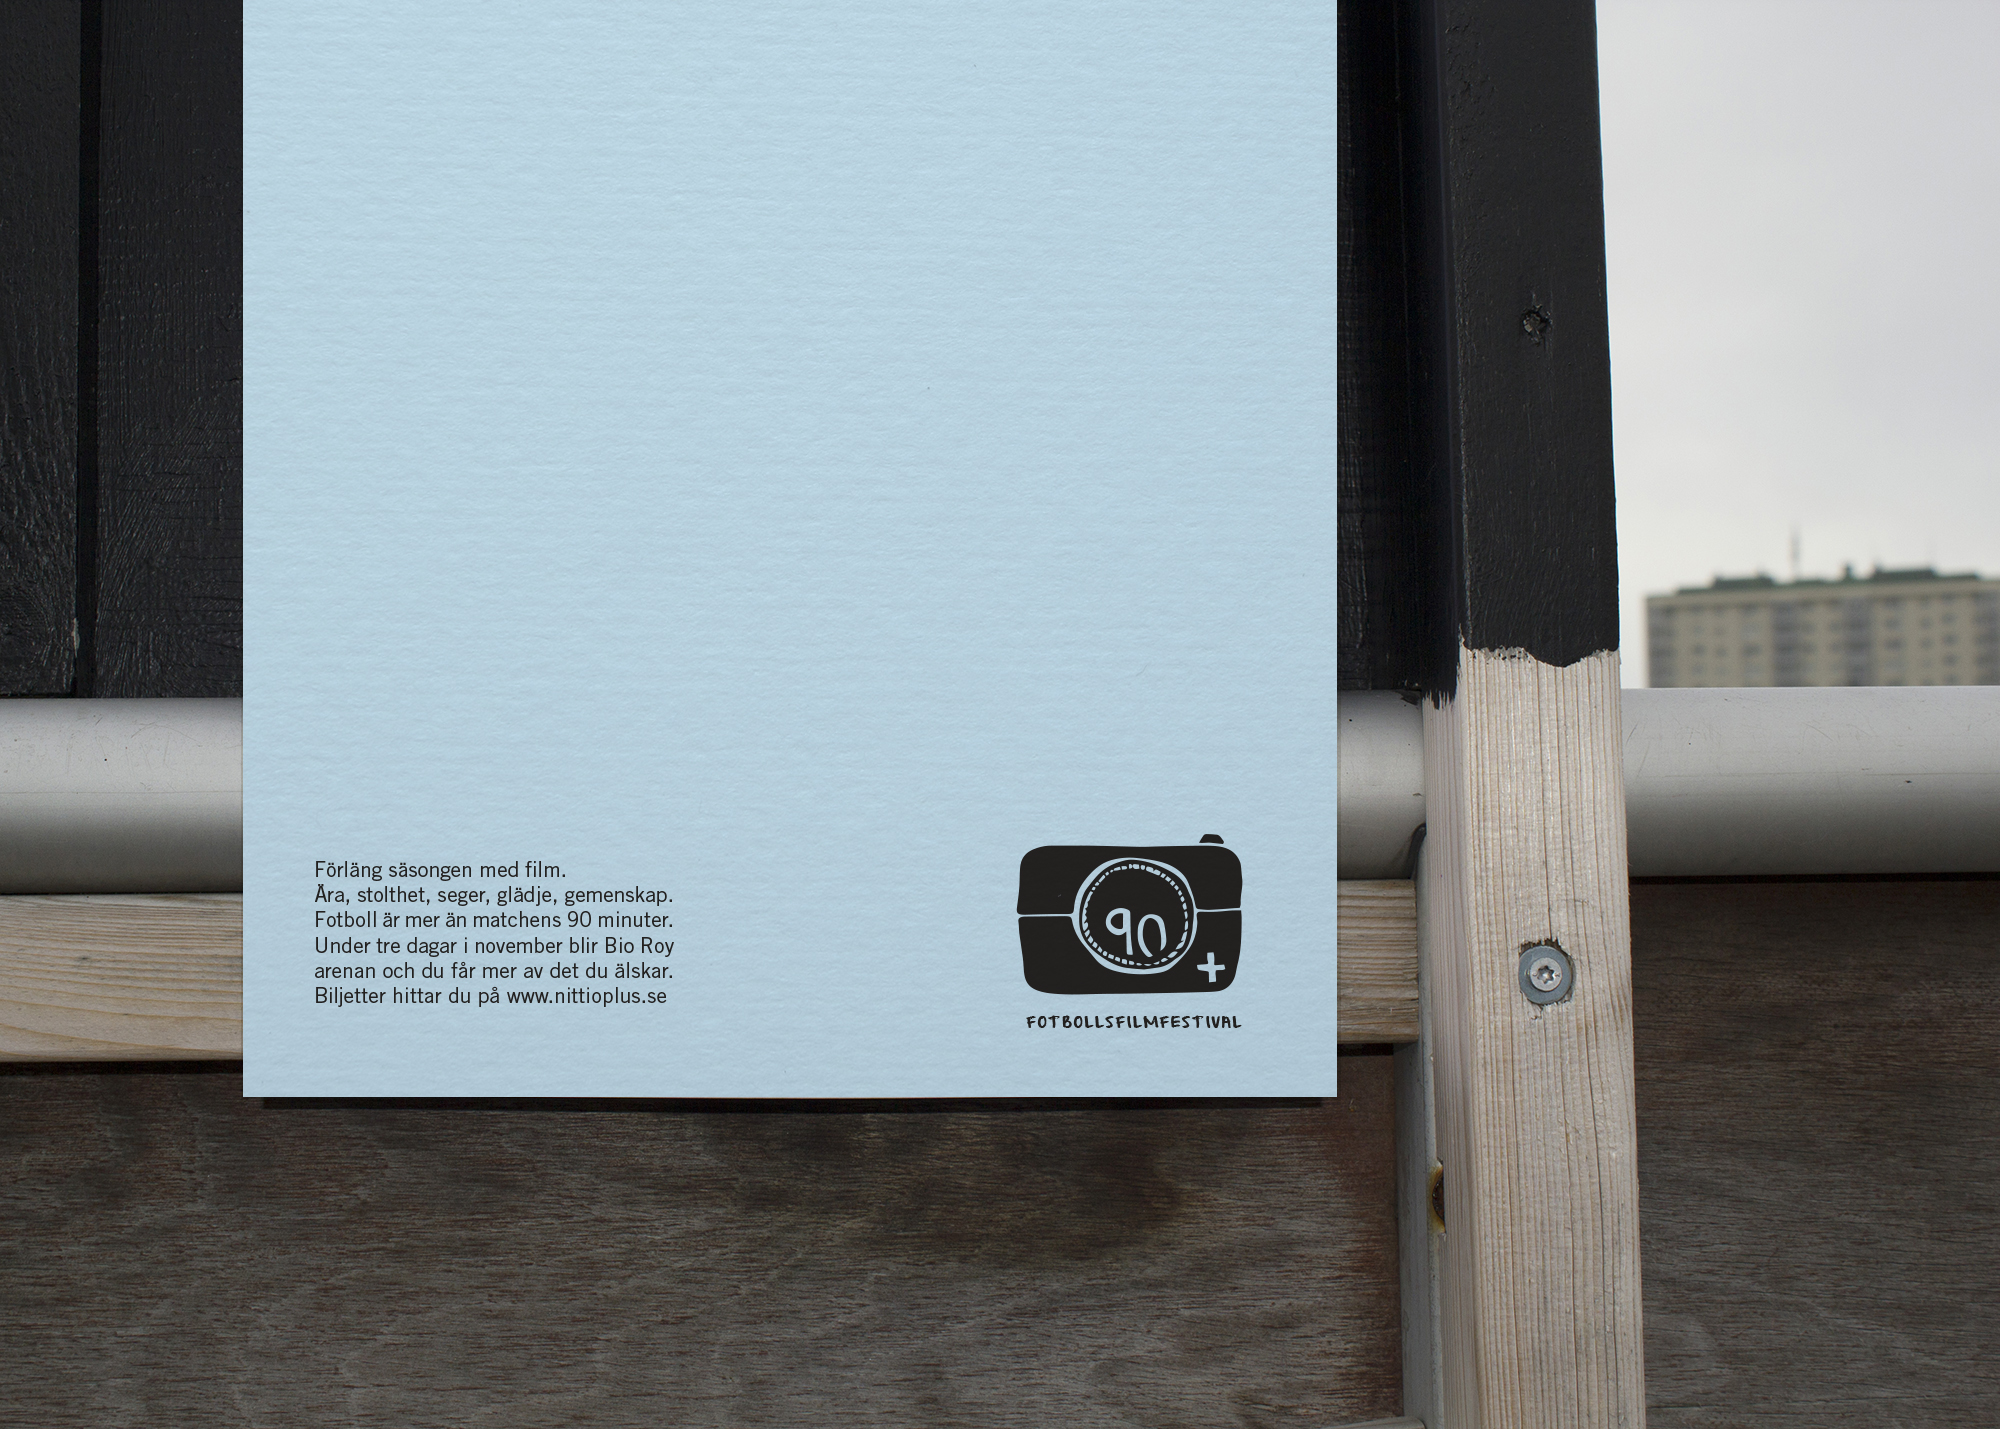 Förläng säsongen med film.
Ära, stolthet, seger, glädje, gemenskap.
Fotboll är mer än matchens 90 minuter.
Under tre dagar i november blir Bio Roy
arenan och du får mer av det du älskar.
Biljetter hittar du på www.nittioplus.se
90
+
FOTBOLLSFILMFESTIVAL